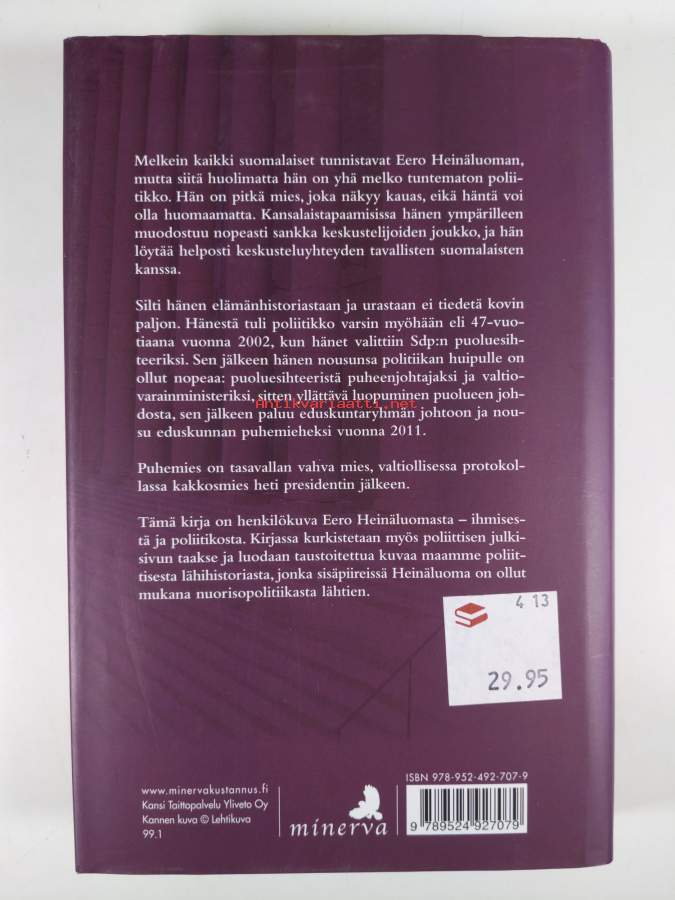 Melkein kaikki suomalaiset tunnistavat Eero Heinäluoman,
mutta siitä huolimatta hän on yhä melko tuntematon polii-
tikko. Hän on pitkä mies, joka näkyy kauas, eikä häntä voi
olla huomaamatta. Kansalaistapaamisissa hänen ympärilleen
muodostuu nopeasti sankka keskustelijoiden joukko, ja hän
löytää helposti keskusteluyhteyden tavallisten suomalaisten
kanssa.
Silti hänen elämänhistoriastaan ja urastaan ei tiedetä kovin
paljon. Hänestä tuli poliitikko varsin myöhään eli 47-vuo-
tiaana vuonna 2002, kun hänet valittiin Sdp:n puoluesih-
teeriksi. Sen jälkeen hänen nousunsa politiikan huipulle on
ollut nopeaa: puoluesihteeristä puheenjohtajaksi ja valtio-
varainministeriksi, sitten yllättävä luopuminen puolueen joh-
Antikvariaatti.net
dosta, sen jälkeen paluu eduskuntaryhmän johtoon ja nou-
su eduskunnan puhemieheksi vuonna 2011.
Puhemies on tasavallan vahva mies, valtiollisessa protokol-
lassa kakkosmies heti presidentin jälkeen.
Tämä kirja on henkilökuva Eero Heinäluomasta – ihmises-
tä ja poliitikosta. Kirjassa kurkistetaan myös poliittisen julki-
sivun taakse ja luodaan taustoitettua kuvaa maamme poliit-
tisesta lähihistoriasta, jonka sisäpiireissä Heinäluoma on ollut
mukana nuorisopolitiikasta lähtien.
4 13
29.95
www.minervakustannus.fi
Kansi Taittopalvelu Yliveto Oy
Kannen kuva © Lehtikuva
99.1
minerva
ISBN 978-952-492-707-9
9 789524 927079